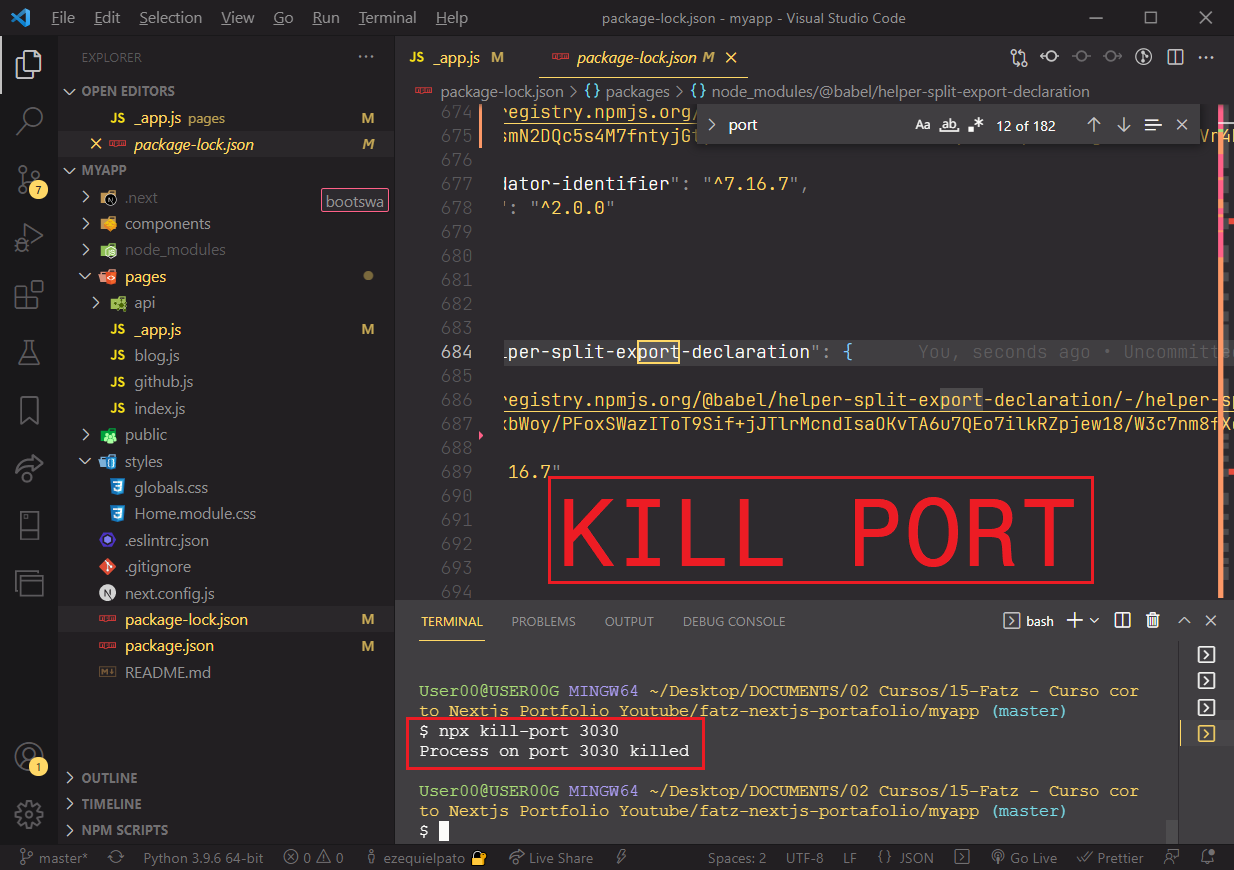 File Edit Selection View Go Run Terminal Help package-lock.json - myapp - Visual Studio Code
EXPLORER
OPEN EDITORS
JS _app.js pages M
package-lock.json M
MYAPP
.next
bootswa
components
node_modules
pages
api
JS _app.js M
JS blog.js
JS github.js
JS index.js
public
styles
globals.css
Home.module.css
.eslintrc.json
.gitignore
next.config.js
package-lock.json M
package.json M
README.md
OUTLINE
TIMELINE
NPM SCRIPTS
7
1
JS _app.js M package-lock.json M
package-lock.json > {} packages > {} node_modules/@babel/helper-split-export-declaration
port Aa ab 12 of 182
674 registry.npmjs.org/
675
676
677 dator-identifier": "^7.16.7",
678 ": "^2.0.0"
679
680
681
682
683
684 lper-split-export-declaration": { You, seconds ago • Uncommitte
685
686 registry.npmjs.org/@babel/helper-split-export-declaration/-/helper-sp
687 xbWoy/PFoxSWazIToT9Sif+jJTlrMcndIsaOKvTA6u7QEo7ilkRZpjew18/W3c7nm8fX
688
689 16.7"
690
691
692
693
694
KILL PORT
TERMINAL PROBLEMS OUTPUT DEBUG CONSOLE bash
User00@USER00G MINGW64 ~/Desktop/DOCUMENTS/02 Cursos/15-Fatz - Curso cor
to Nextjs Portfolio Youtube/fatz-nextjs-portafolio/myapp (master)
$ npx kill-port 3030
Process on port 3030 killed
User00@USER00G MINGW64 ~/Desktop/DOCUMENTS/02 Cursos/15-Fatz - Curso cor
to Nextjs Portfolio Youtube/fatz-nextjs-portafolio/myapp (master)
$
master* Python 3.9.6 64-bit 0 0 ezequielpato Live Share Spaces: 2 UTF-8 LF {} JSON Go Live Prettier